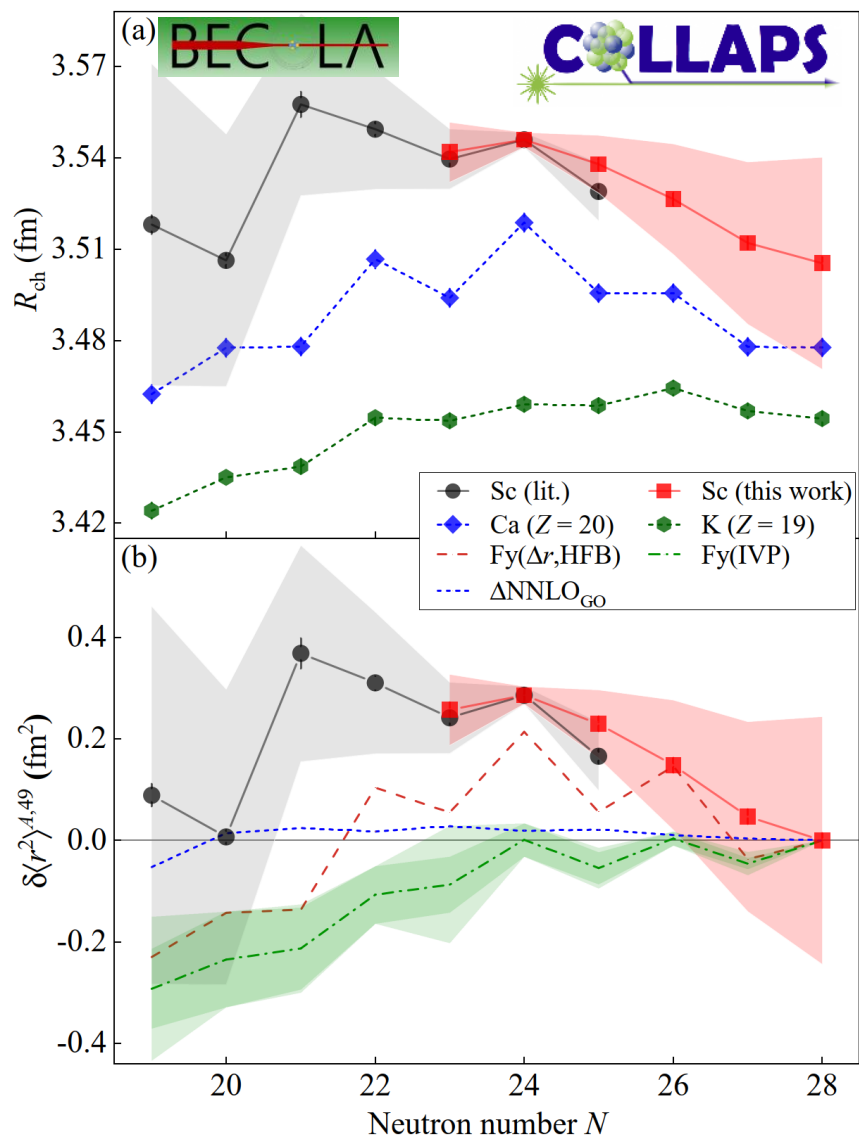 (a)
BECOLA
COLLAPS
3.57
3.54
3.51
3.48
3.45
3.42
R_ch (fm)
Sc (lit.)
Sc (this work)
Ca (Z = 20)
K (Z = 19)
Fy(Δr,HFB)
Fy(IVP)
ΔNNLO_GO
(b)
0.4
0.2
0.0
-0.2
-0.4
δ⟨r²⟩^A,49 (fm²)
20
22
24
26
28
Neutron number N